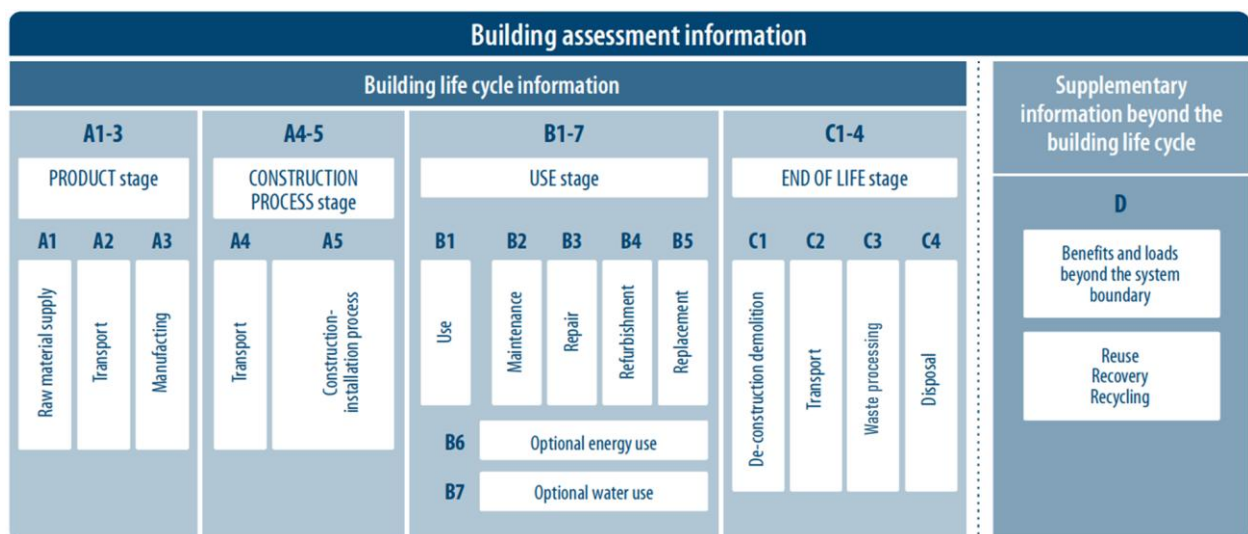 Building assessment information
Building life cycle information
Supplementary
information beyond the
building life cycle
A1-3
PRODUCT stage
A1
A2
A3
Raw material supply
Transport
Manufacting
A4-5
CONSTRUCTION
PROCESS stage
A4
A5
Transport
Construction-
installation process
B1-7
USE stage
B1
B2
B3
B4
B5
Use
Maintenance
Repair
Refurbishment
Replacement
B6
Optional energy use
B7
Optional water use
C1-4
END OF LIFE stage
C1
C2
C3
C4
De-construction demolition
Transport
Waste processing
Disposal
D
Benefits and loads
beyond the system
boundary
Reuse
Recovery
Recycling